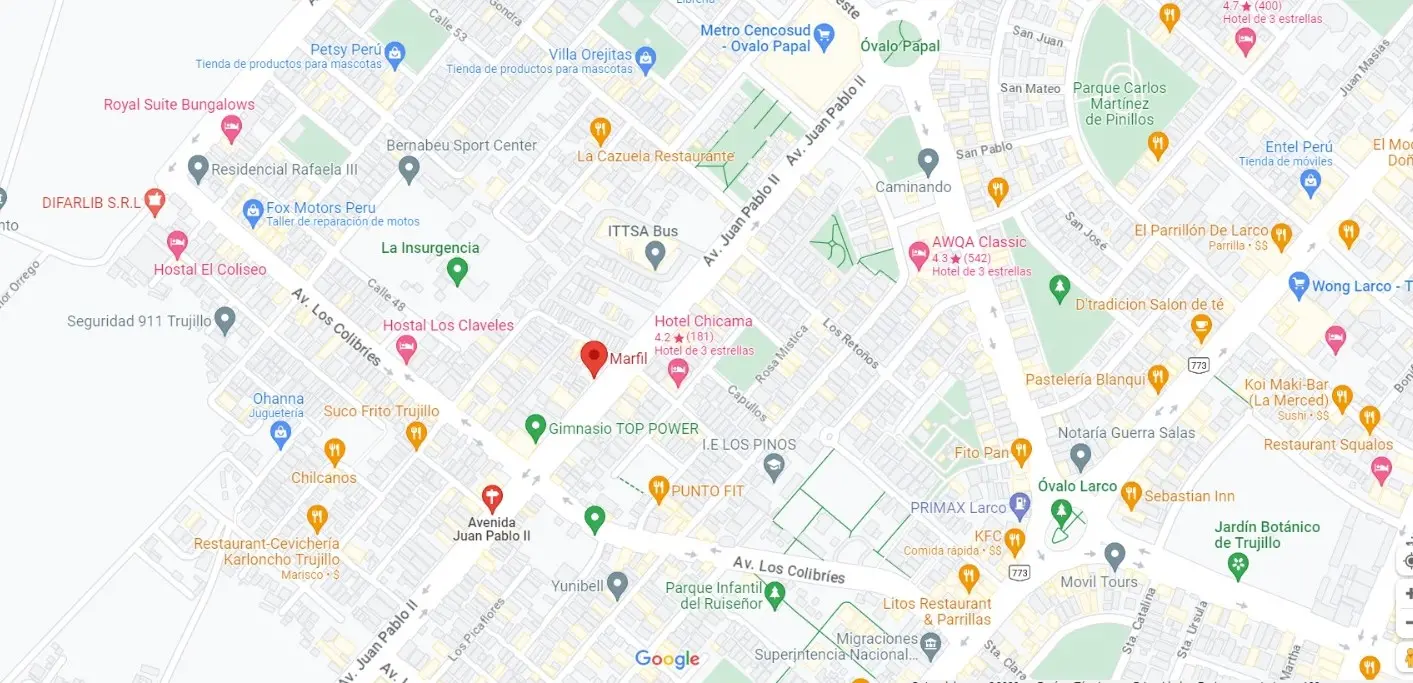 Calle 53
Gondra
Librería
este
4.7★(400)
Hotel de 3 estrellas
Petsy Perú
Tienda de productos para mascotas
Villa Orejitas
Tienda de productos para mascotas
Metro Cencosud
- Ovalo Papal
Óvalo Papal
San Juan
San Mateo
Juan Masías
Parque Carlos
Martínez
de Pinillos
Royal Suite Bungalows
Bernabeu Sport Center
La Cazuela Restaurante
Av. Juan Pablo II
San Pablo
Entel Perú
Tienda de móviles
El Moc
Doñ
Residencial Rafaela III
Caminando
DIFARLIB S.R.L
Fox Motors Peru
Taller de reparación de motos
nto
ITTSA Bus
Av. Juan Pablo II
San José
El Parrillón De Larco
Parrilla • $$
La Insurgencia
AWQA Classic
4.3★(542)
Hotel de 3 estrellas
Hostal El Coliseo
Orrego
Calle 48
Wong Larco - T
D'tradicion Salon de té
Av. Los Colibríes
Seguridad 911 Trujillo
Hostal Los Claveles
Hotel Chicama
4.2★(181)
Hotel de 3 estrellas
Rosa Mistica
Los Retoños
Marfil
773
Pastelería Blanqui
Koi Maki-Bar
(La Merced)
Sushi • $$
Capullos
Ohanna
Juguetería
Suco Frito Trujillo
Gimnasio TOP POWER
I.E LOS PINOS
Notaría Guerra Salas
Restaurant Squalos
Fito Pan
Chilcanos
PUNTO FIT
Óvalo Larco
Sebastian Inn
PRIMAX Larco
Avenida
Juan Pablo II
Restaurant-Cevichería
Karloncho Trujillo
Marisco • $
KFC
Comida rápida • $$
Jardín Botánico
de Trujillo
773
Av. Los Colibríes
Movil Tours
Yunibell
Parque Infantil
del Ruiseñor
Litos Restaurant
& Parrillas
Los Picaflores
Av. Juan Pablo II
Av.
Migraciones
Superintencia Nacional...
Sta. Clara
Sta. Catalina
Sta. Ursula
Martha
Google